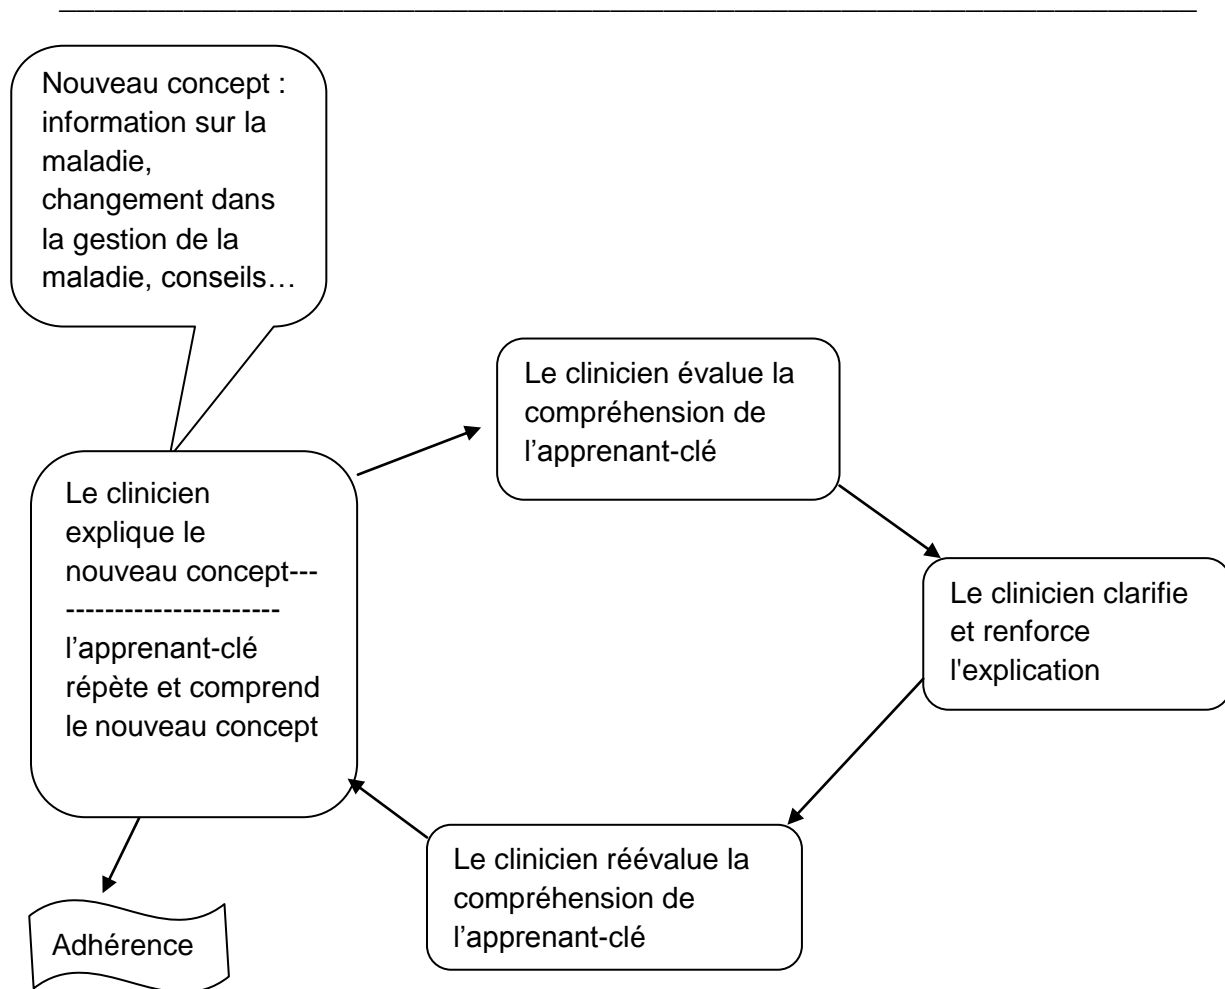 Nouveau concept :
information sur la
maladie,
changement dans
la gestion de la
maladie, conseils…
Le clinicien évalue la
compréhension de
l’apprenant-clé
Le clinicien
explique le
nouveau concept---
----------------------
l’apprenant-clé
répète et comprend
le nouveau concept
Le clinicien clarifie
et renforce
l'explication
Le clinicien réévalue la
compréhension de
l’apprenant-clé
Adhérence